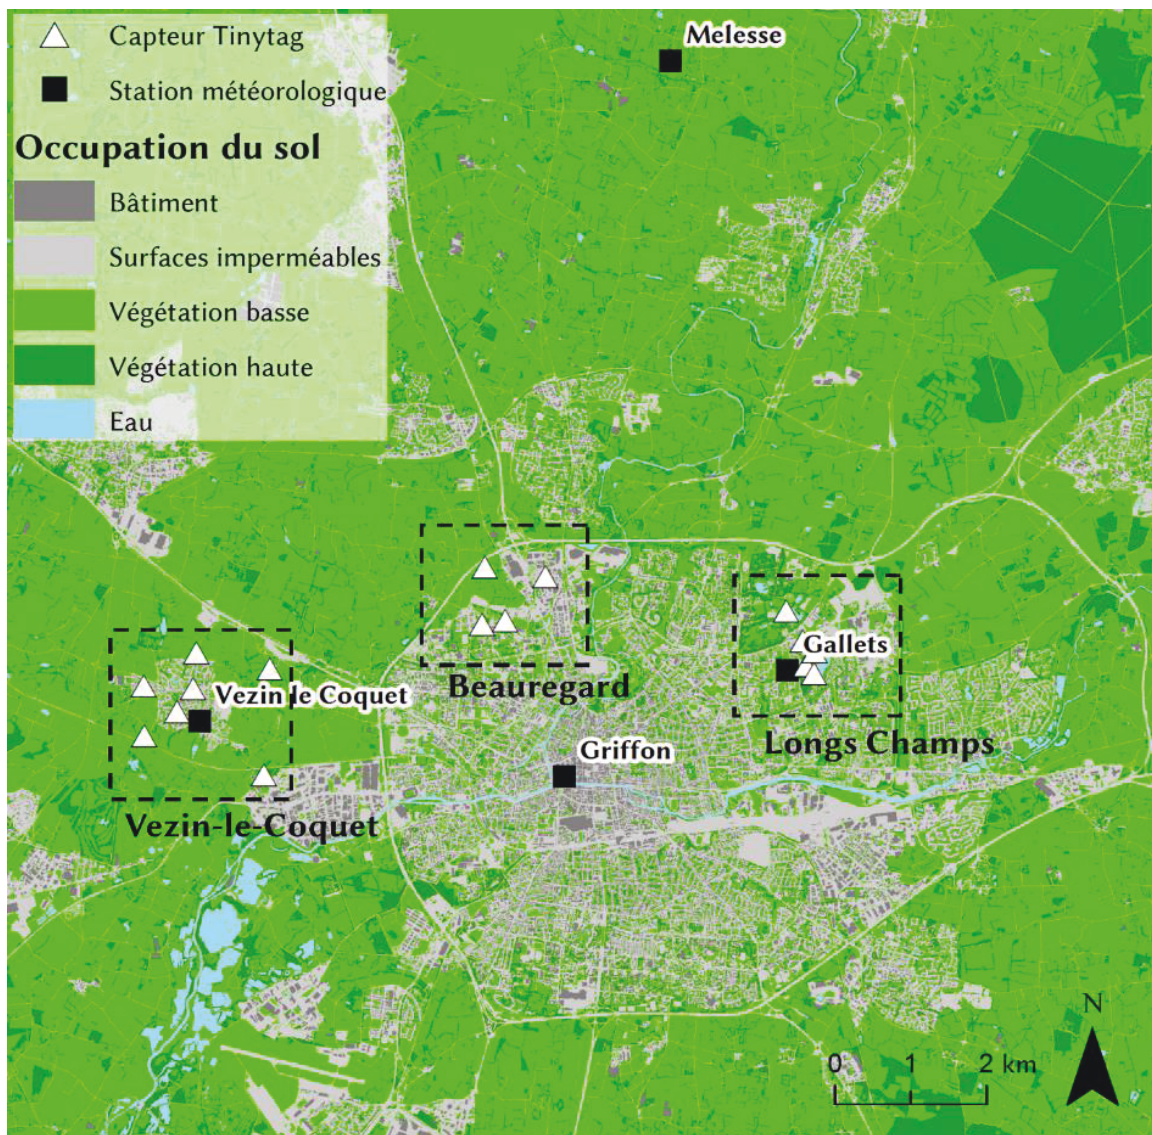 Capteur Tinytag
Station météorologique
Occupation du sol
Bâtiment
Surfaces imperméables
Végétation basse
Végétation haute
Eau
Melesse
Gallets
Beauregard
Vezin le Coquet
Longs Champs
Griffon
Vezin-le-Coquet
N
0 1 2 km